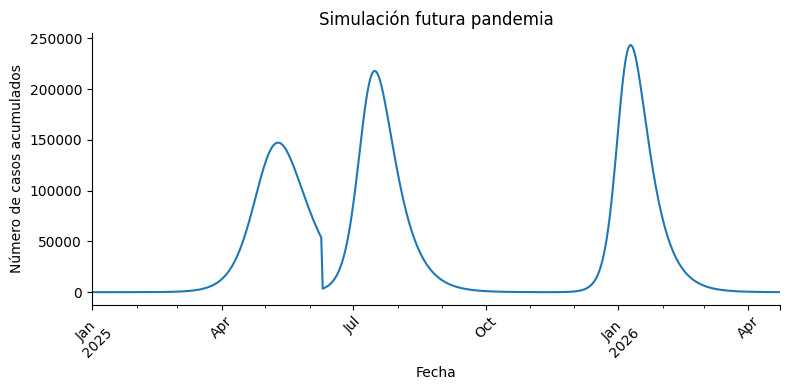 Simulación futura pandemia
Número de casos acumulados
250000
200000
150000
100000
50000
0
Jan
2025
Apr
Jul
Oct
Jan
2026
Apr
Fecha